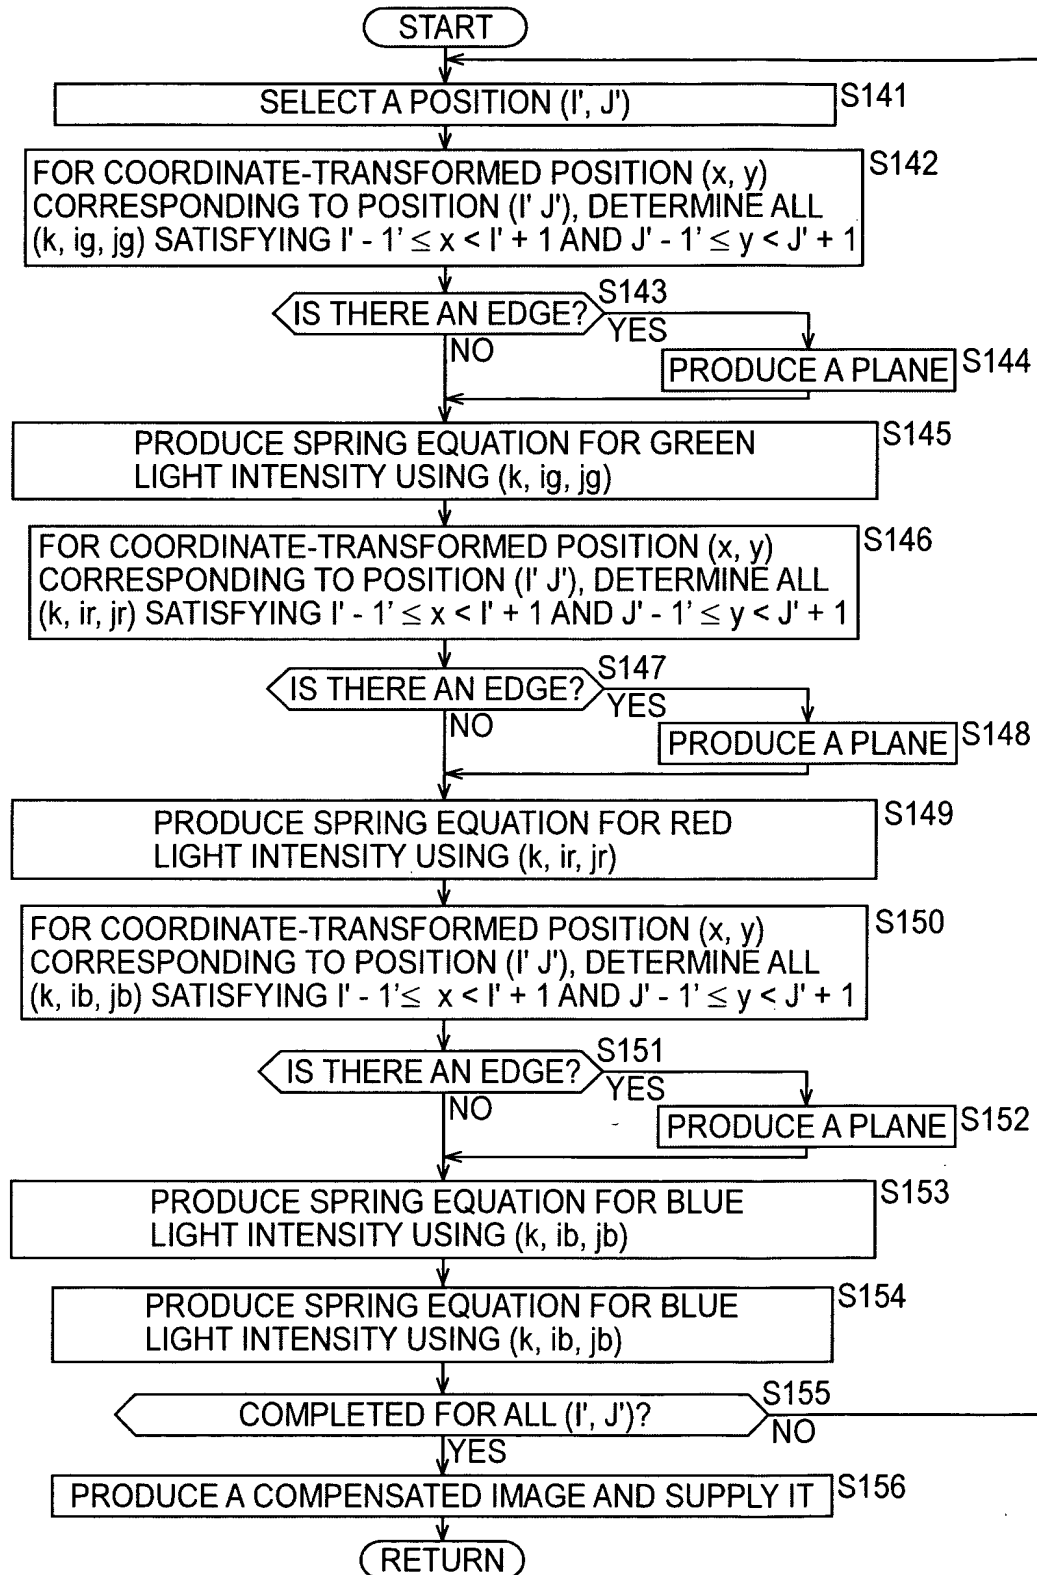 START
SELECT A POSITION (I', J')
S141
S142
FOR COORDINATE-TRANSFORMED POSITION (x, y)
CORRESPONDING TO POSITION (I' J'), DETERMINE ALL
(k, ig, jg) SATISFYING I' - 1' ≤ x < I' + 1 AND J' - 1' ≤ y < J' + 1
S143
IS THERE AN EDGE?
YES
NO
PRODUCE A PLANE
S144
S145
PRODUCE SPRING EQUATION FOR GREEN
LIGHT INTENSITY USING (k, ig, jg)
S146
FOR COORDINATE-TRANSFORMED POSITION (x, y)
CORRESPONDING TO POSITION (I' J'), DETERMINE ALL
(k, ir, jr) SATISFYING I' - 1' ≤ x < I' + 1 AND J' - 1' ≤ y < J' + 1
S147
IS THERE AN EDGE?
YES
NO
PRODUCE A PLANE
S148
S149
PRODUCE SPRING EQUATION FOR RED
LIGHT INTENSITY USING (k, ir, jr)
S150
FOR COORDINATE-TRANSFORMED POSITION (x, y)
CORRESPONDING TO POSITION (I' J'), DETERMINE ALL
(k, ib, jb) SATISFYING I' - 1' ≤ x < I' + 1 AND J' - 1' ≤ y < J' + 1
S151
IS THERE AN EDGE?
YES
NO
PRODUCE A PLANE
S152
S153
PRODUCE SPRING EQUATION FOR BLUE
LIGHT INTENSITY USING (k, ib, jb)
S154
PRODUCE SPRING EQUATION FOR BLUE
LIGHT INTENSITY USING (k, ib, jb)
S155
COMPLETED FOR ALL (I', J')?
NO
YES
PRODUCE A COMPENSATED IMAGE AND SUPPLY IT
S156
RETURN